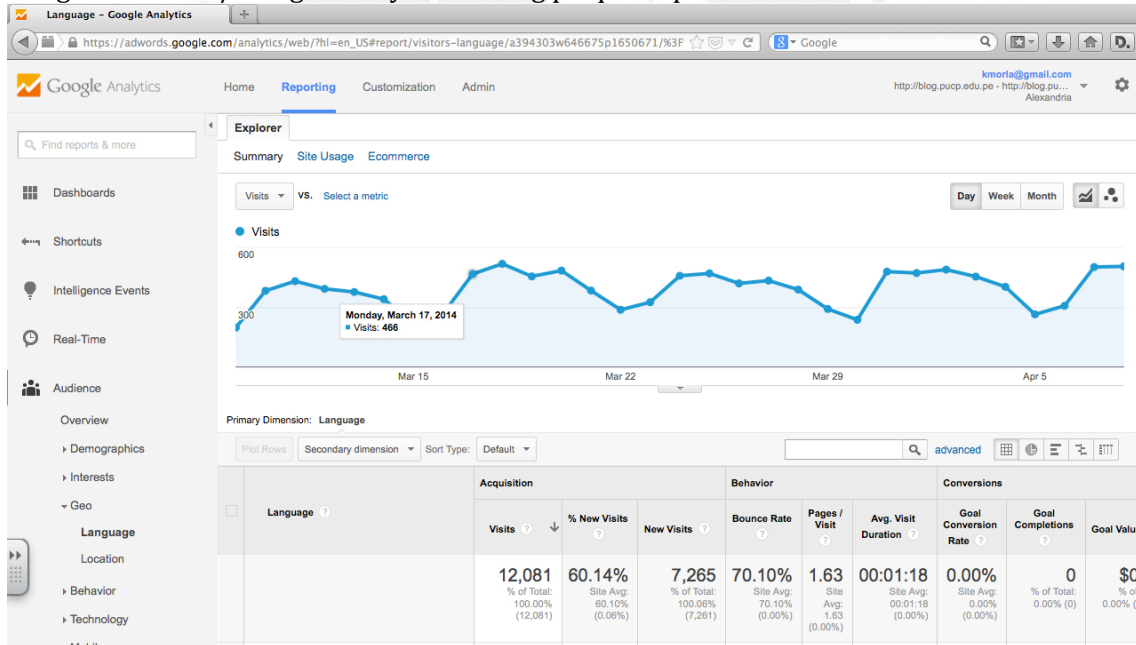 Language – Google Analytics
https://adwords.google.com/analytics/web/?hl=en_US#report/visitors-language/a394303w646675p1650671/%3F
Google
D.
Google Analytics
Home Reporting Customization Admin
kmorla@gmail.com
http://blog.pucp.edu.pe - http://blog.pu...
Alexandria
Find reports & more
Dashboards
Shortcuts
Intelligence Events
Real-Time
Audience
Overview
Demographics
Interests
Geo
Language
Location
Behavior
Technology
Explorer
Summary Site Usage Ecommerce
Visits VS. Select a metric
Day Week Month
Visits
600
300
Monday, March 17, 2014
Visits: 466
Mar 15 Mar 22 Mar 29 Apr 5
Primary Dimension: Language
Plot Rows Secondary dimension Sort Type: Default
advanced
Acquisition Behavior Conversions
Language ?
Visits ?
% New Visits ?
New Visits ?
Bounce Rate ?
Pages / Visit ?
Avg. Visit Duration ?
Goal Conversion Rate ?
Goal Completions ?
Goal Valu
12,081 60.14% 7,265 70.10% 1.63 00:01:18 0.00% 0 $0
% of Total: 100.00% (12,081)
Site Avg: 60.10% (0.06%)
% of Total: 100.06% (7,261)
Site Avg: 70.10% (0.00%)
Site Avg: 1.63 (0.00%)
Site Avg: 00:01:18 (0.00%)
Site Avg: 0.00% (0.00%)
% of Total: 0.00% (0)
% o
0.00% (